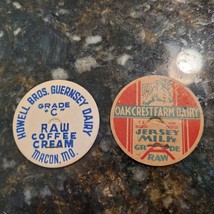 HOWELL BROS. GUERNSEY DAIRY
GRADE
"C"
RAW
COFFEE
CREAM
MACON, MO.
OAKCREST FARM DAIRY
JERSEY
MILK
GRADE
RAW